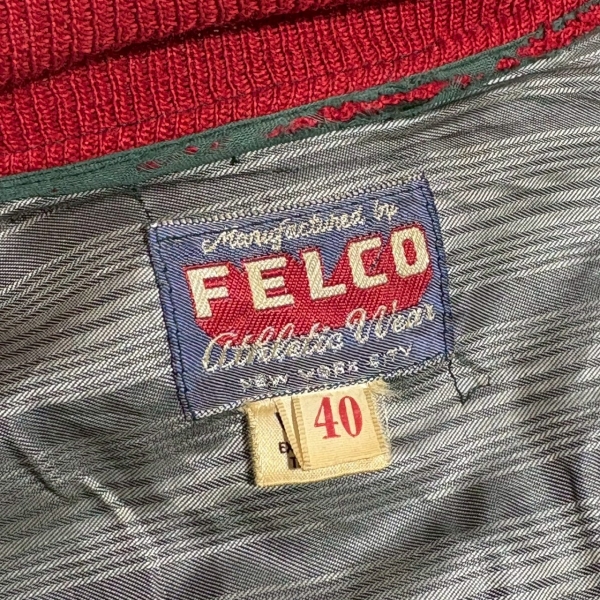 Manufactured by
FELCO
Athletic Wear
NEW YORK CITY
40